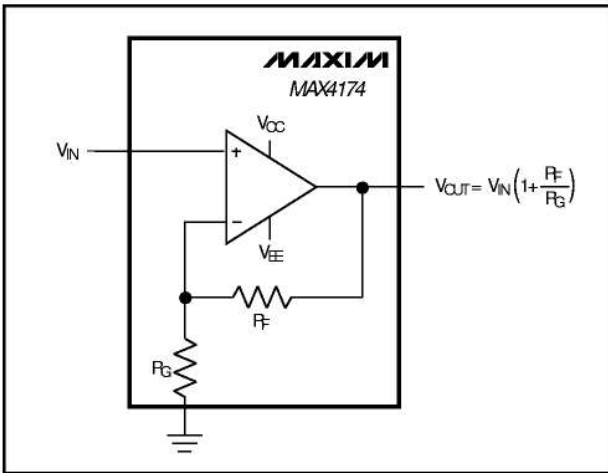 MAXIM
MAX4174
VCC
VIN
+
VOUT = VIN (1+ RF/RG)
−
VEE
RF
RG